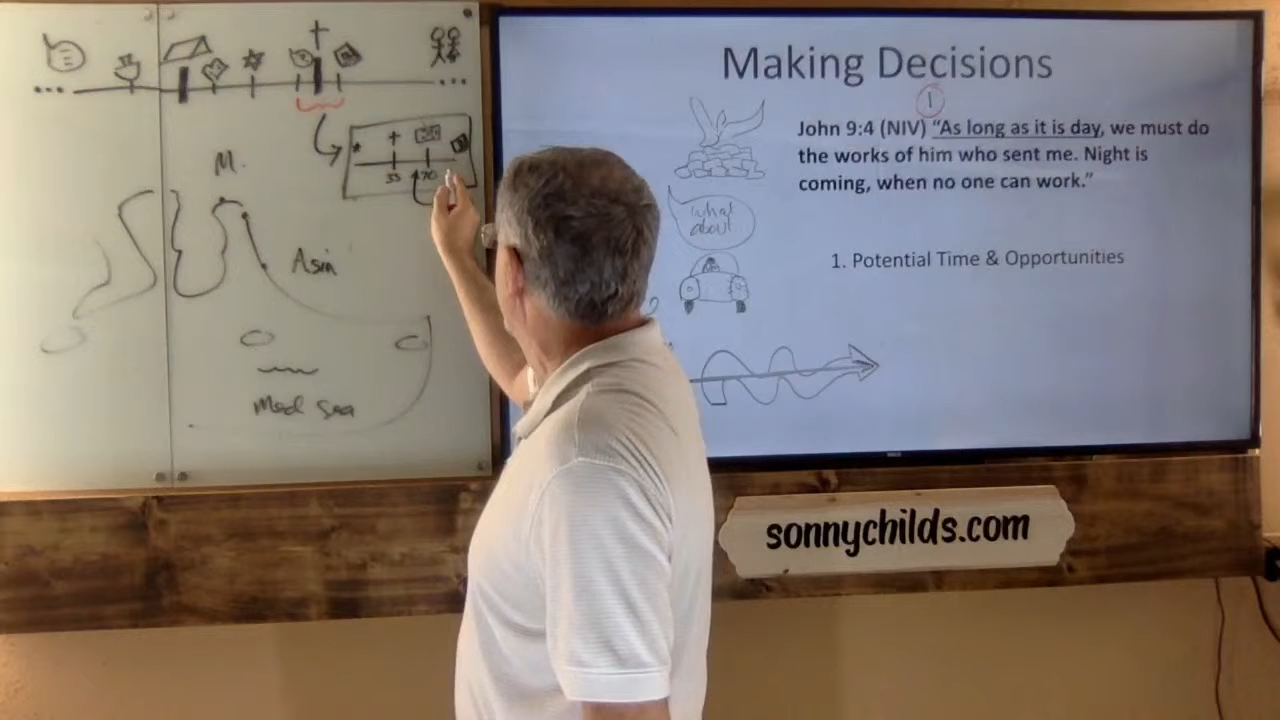 M.
33
70
Asia
Med Sea
Making Decisions
1
John 9:4 (NIV) “As long as it is day, we must do
the works of him who sent me. Night is
coming, when no one can work.”
what
about
1. Potential Time & Opportunities
sonnychilds.com